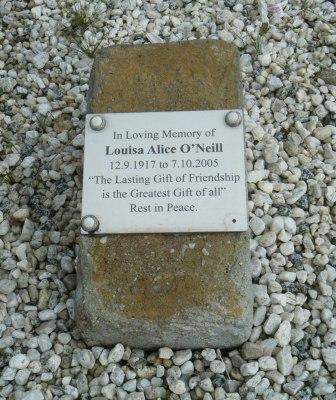 In Loving Memory of
Louisa Alice O'Neill
12.9.1917 to 7.10.2005
“The Lasting Gift of Friendship
is the Greatest Gift of all”
Rest in Peace.